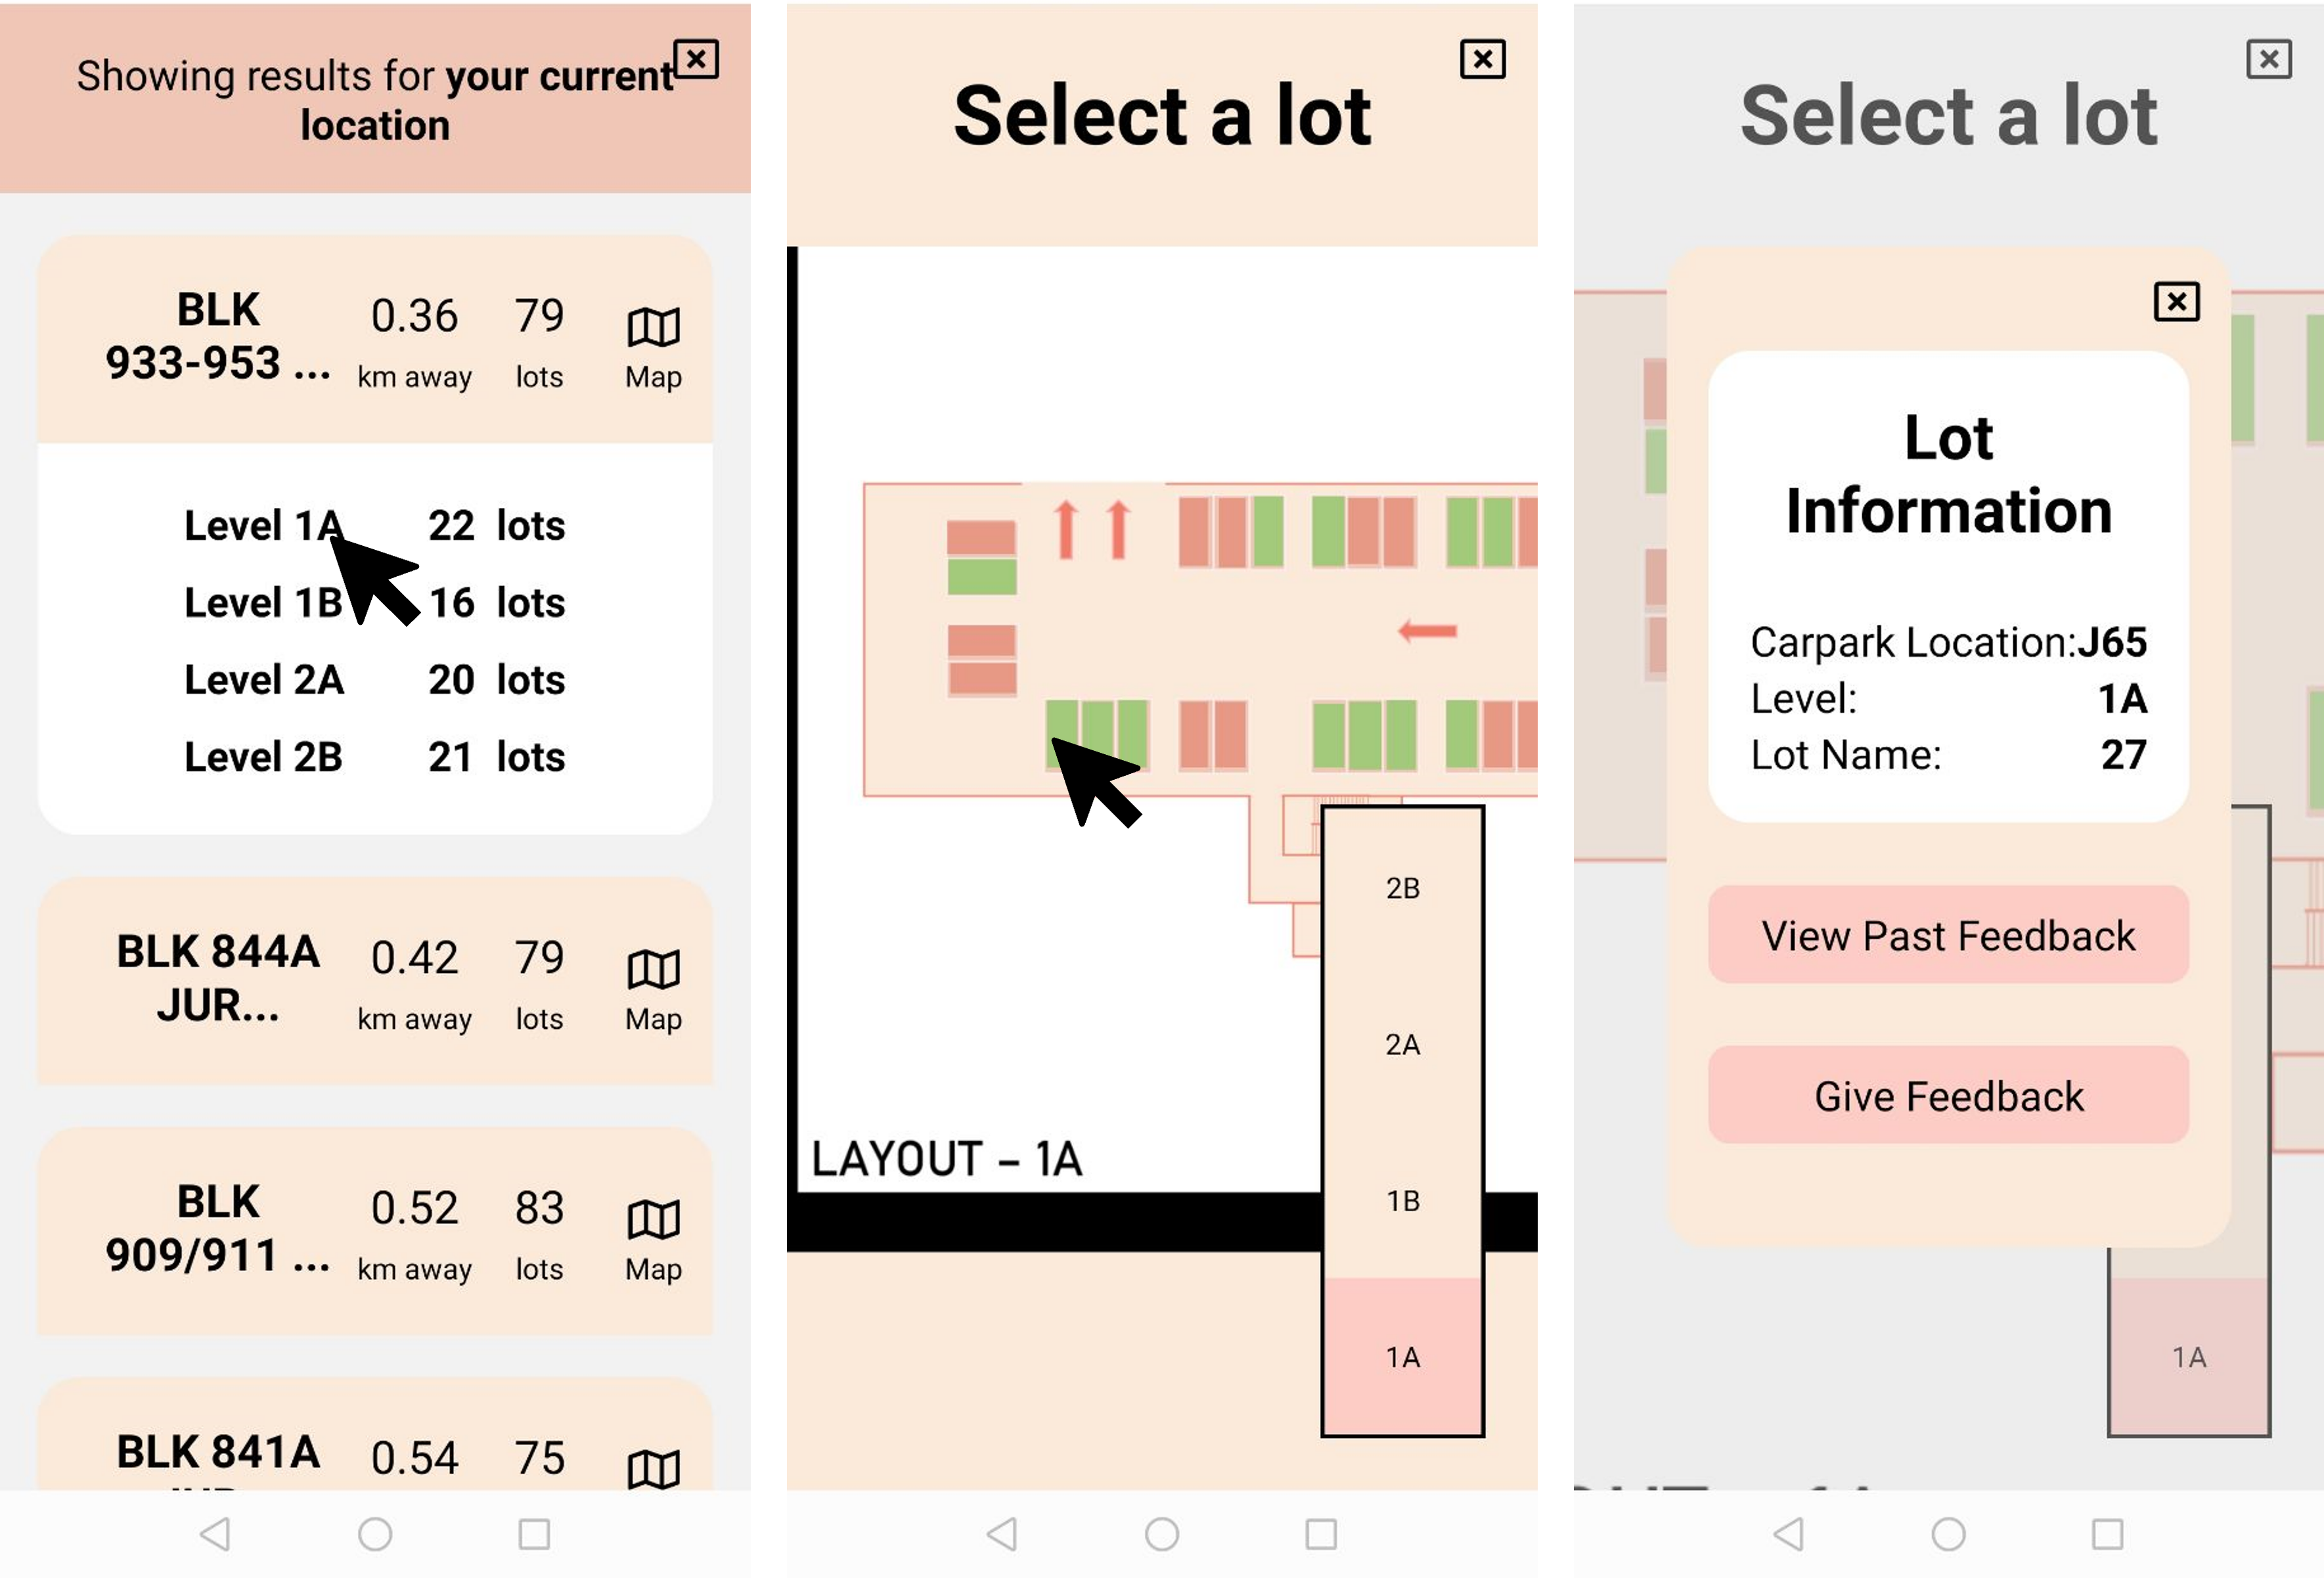 Showing results for your current
location
BLK
933-953 ...
0.36
km away
79
lots
Map
Level 1A 22 lots
Level 1B 16 lots
Level 2A 20 lots
Level 2B 21 lots
BLK 844A
JUR...
0.42
km away
79
lots
Map
BLK
909/911 ...
0.52
km away
83
lots
Map
BLK 841A
0.54
75
Select a lot
LAYOUT – 1A
2B
2A
1B
1A
Select a lot
Lot
Information
Carpark Location:J65
Level: 1A
Lot Name: 27
View Past Feedback
Give Feedback
1A